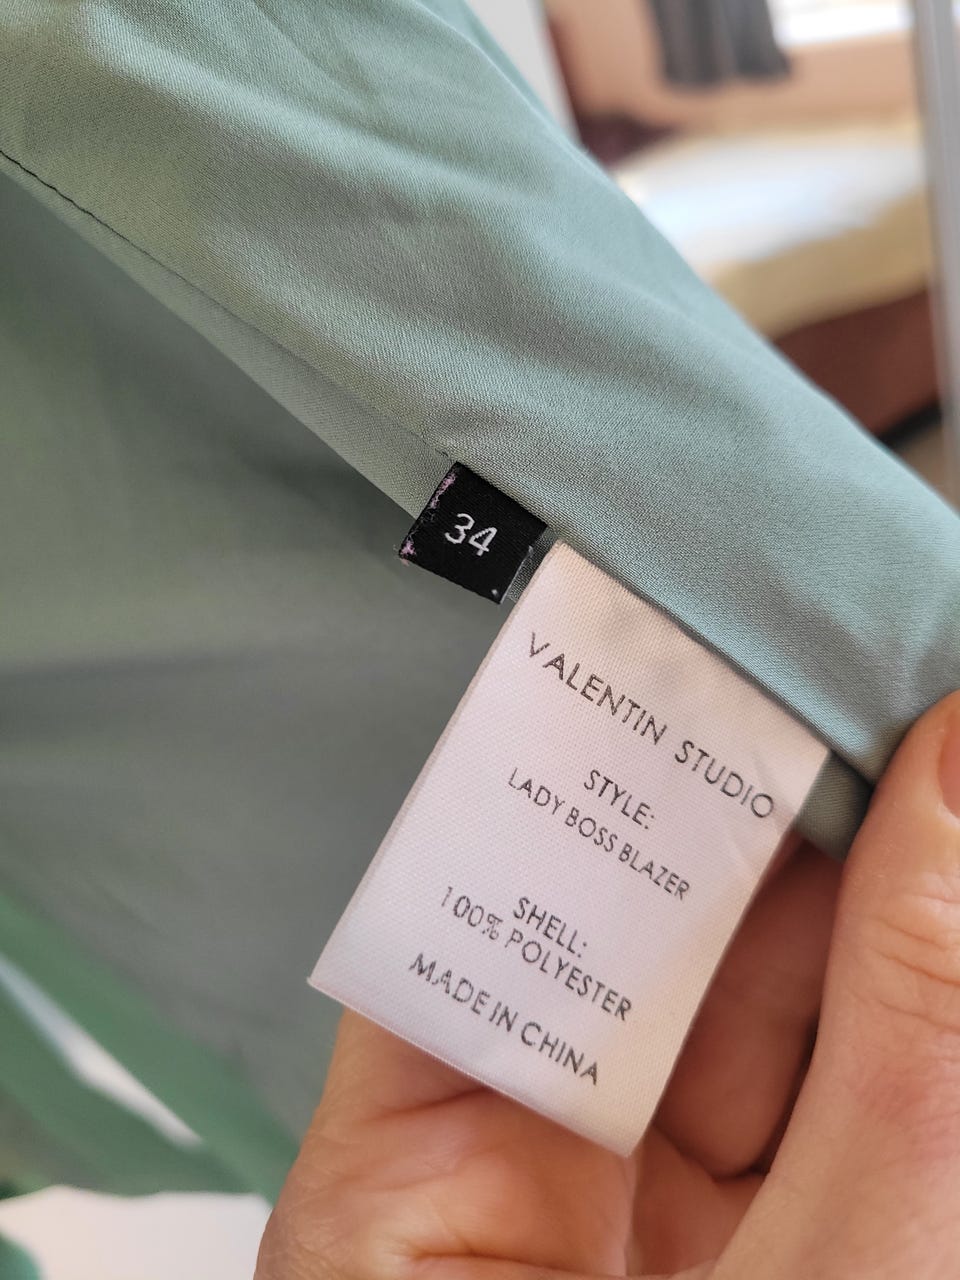 34
VALENTIN STUDIO
STYLE:
LADY BOSS BLAZER
SHELL:
100% POLYESTER
MADE IN CHINA